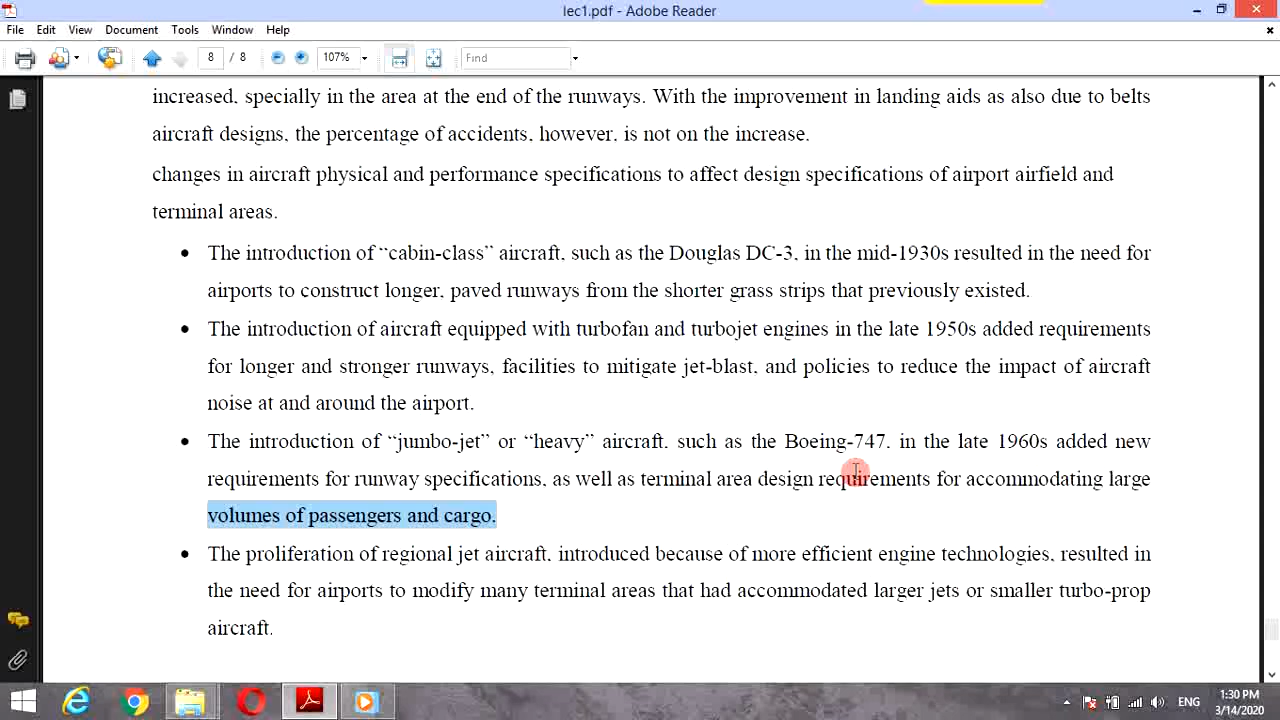 lec1.pdf - Adobe Reader
File Edit View Document Tools Window Help
8 / 8 107% Find
increased, specially in the area at the end of the runways. With the improvement in landing aids as also due to belts
aircraft designs, the percentage of accidents, however, is not on the increase.
changes in aircraft physical and performance specifications to affect design specifications of airport airfield and
terminal areas.
• The introduction of “cabin-class” aircraft, such as the Douglas DC-3, in the mid-1930s resulted in the need for
airports to construct longer, paved runways from the shorter grass strips that previously existed.
• The introduction of aircraft equipped with turbofan and turbojet engines in the late 1950s added requirements
for longer and stronger runways, facilities to mitigate jet-blast, and policies to reduce the impact of aircraft
noise at and around the airport.
• The introduction of “jumbo-jet” or “heavy” aircraft, such as the Boeing-747, in the late 1960s added new
requirements for runway specifications, as well as terminal area design requirements for accommodating large
volumes of passengers and cargo.
• The proliferation of regional jet aircraft, introduced because of more efficient engine technologies, resulted in
the need for airports to modify many terminal areas that had accommodated larger jets or smaller turbo-prop
aircraft.
ENG
1:30 PM
3/14/2020